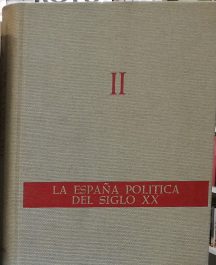 II
LA ESPAÑA POLITICA
DEL SIGLO XX